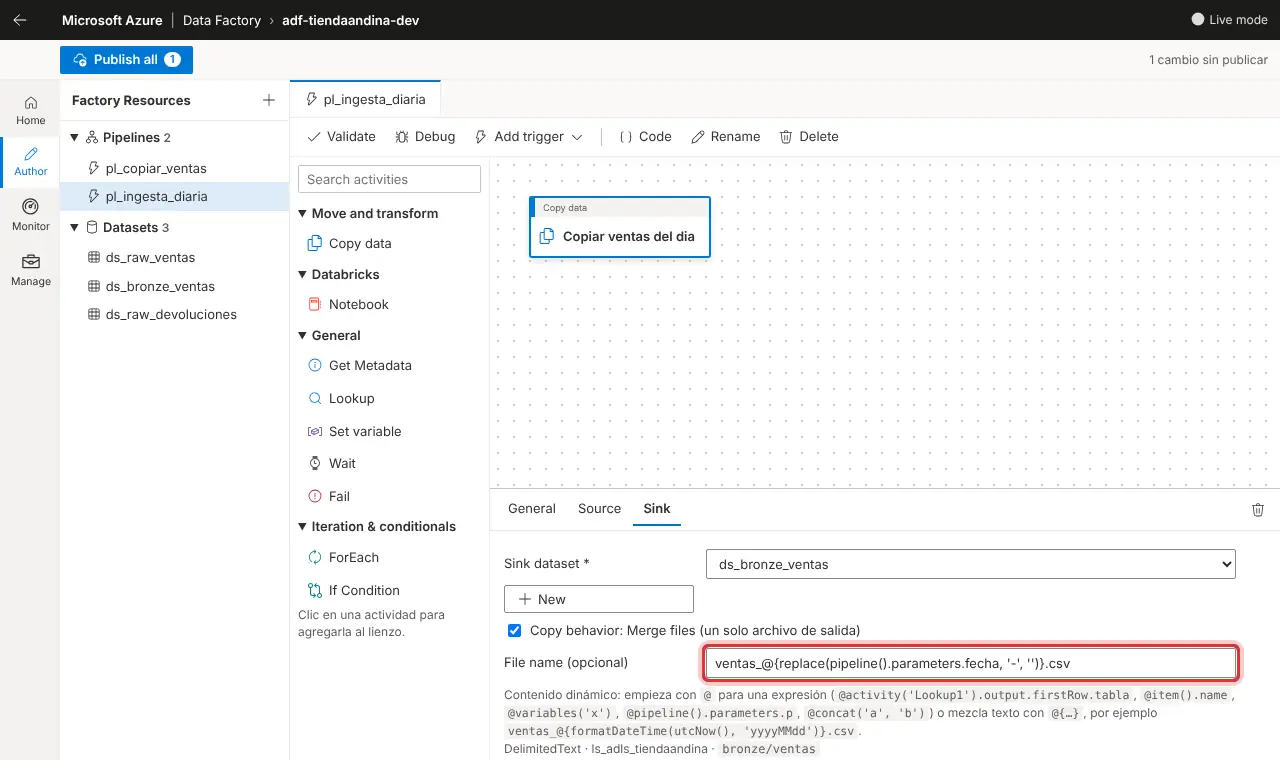 Microsoft Azure | Data Factory › adf-tiendaandina-dev
Live mode
Publish all 1
1 cambio sin publicar
Home
Author
Monitor
Manage
Factory Resources
Pipelines 2
pl_copiar_ventas
pl_ingesta_diaria
Datasets 3
ds_raw_ventas
ds_bronze_ventas
ds_raw_devoluciones
pl_ingesta_diaria
Validate Debug Add trigger Code Rename Delete
Search activities
Move and transform
Copy data
Databricks
Notebook
General
Get Metadata
Lookup
Set variable
Wait
Fail
Iteration & conditionals
ForEach
If Condition
Clic en una actividad para
agregarla al lienzo.
Copy data
Copiar ventas del dia
General Source Sink
Sink dataset * ds_bronze_ventas
New
Copy behavior: Merge files (un solo archivo de salida)
File name (opcional) ventas_@{replace(pipeline().parameters.fecha, '-', '')}.csv
Contenido dinámico: empieza con @ para una expresión ( @activity('Lookup1').output.firstRow.tabla , @item().name ,
@variables('x') , @pipeline().parameters.p , @concat('a', 'b') ) o mezcla texto con @{…} , por ejemplo
ventas_@{formatDateTime(utcNow(), 'yyyyMMdd')}.csv .
DelimitedText · ls_adls_tiendaandina · bronze/ventas